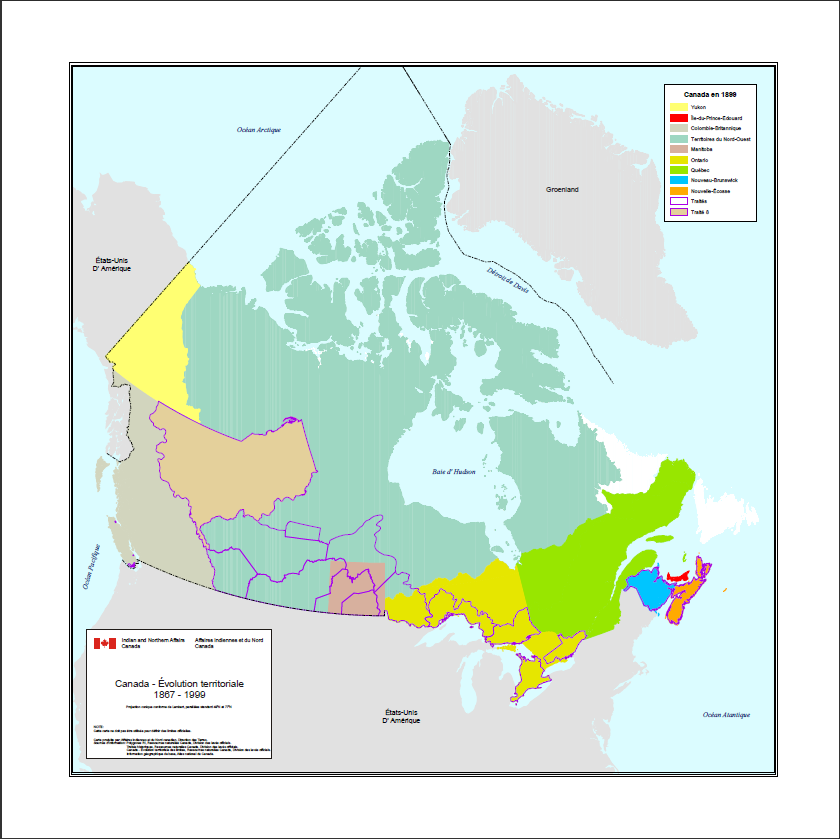 Canada en 1899
Yukon
Île-du-Prince-Édouard
Colombie-Britannique
Territoires du Nord-Ouest
Manitoba
Ontario
Québec
Nouveau-Brunswick
Nouvelle-Écosse
Traités
Traité 8
Océan Arctique
Groenland
États-Unis
D' Amérique
Détroit de Davis
Baie d' Hudson
Océan Pacifique
Indian and Northern Affairs
Canada
Affaires indiennes et du Nord
Canada
Canada - Évolution territoriale
1867 - 1999
NOTE:
États-Unis
D' Amérique
Océan Atlantique